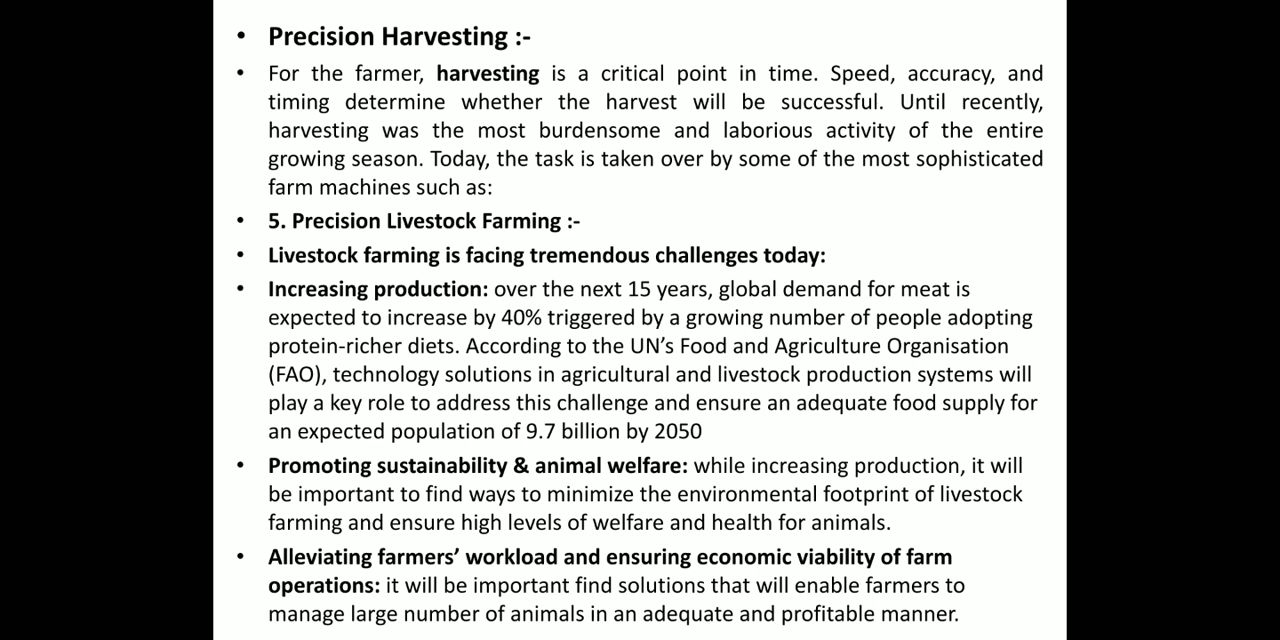 • Precision Harvesting :-
• For the farmer, harvesting is a critical point in time. Speed, accuracy, and
timing determine whether the harvest will be successful. Until recently,
harvesting was the most burdensome and laborious activity of the entire
growing season. Today, the task is taken over by some of the most sophisticated
farm machines such as:
• 5. Precision Livestock Farming :-
• Livestock farming is facing tremendous challenges today:
• Increasing production: over the next 15 years, global demand for meat is
expected to increase by 40% triggered by a growing number of people adopting
protein-richer diets. According to the UN’s Food and Agriculture Organisation
(FAO), technology solutions in agricultural and livestock production systems will
play a key role to address this challenge and ensure an adequate food supply for
an expected population of 9.7 billion by 2050
• Promoting sustainability & animal welfare: while increasing production, it will
be important to find ways to minimize the environmental footprint of livestock
farming and ensure high levels of welfare and health for animals.
• Alleviating farmers’ workload and ensuring economic viability of farm
operations: it will be important find solutions that will enable farmers to
manage large number of animals in an adequate and profitable manner.